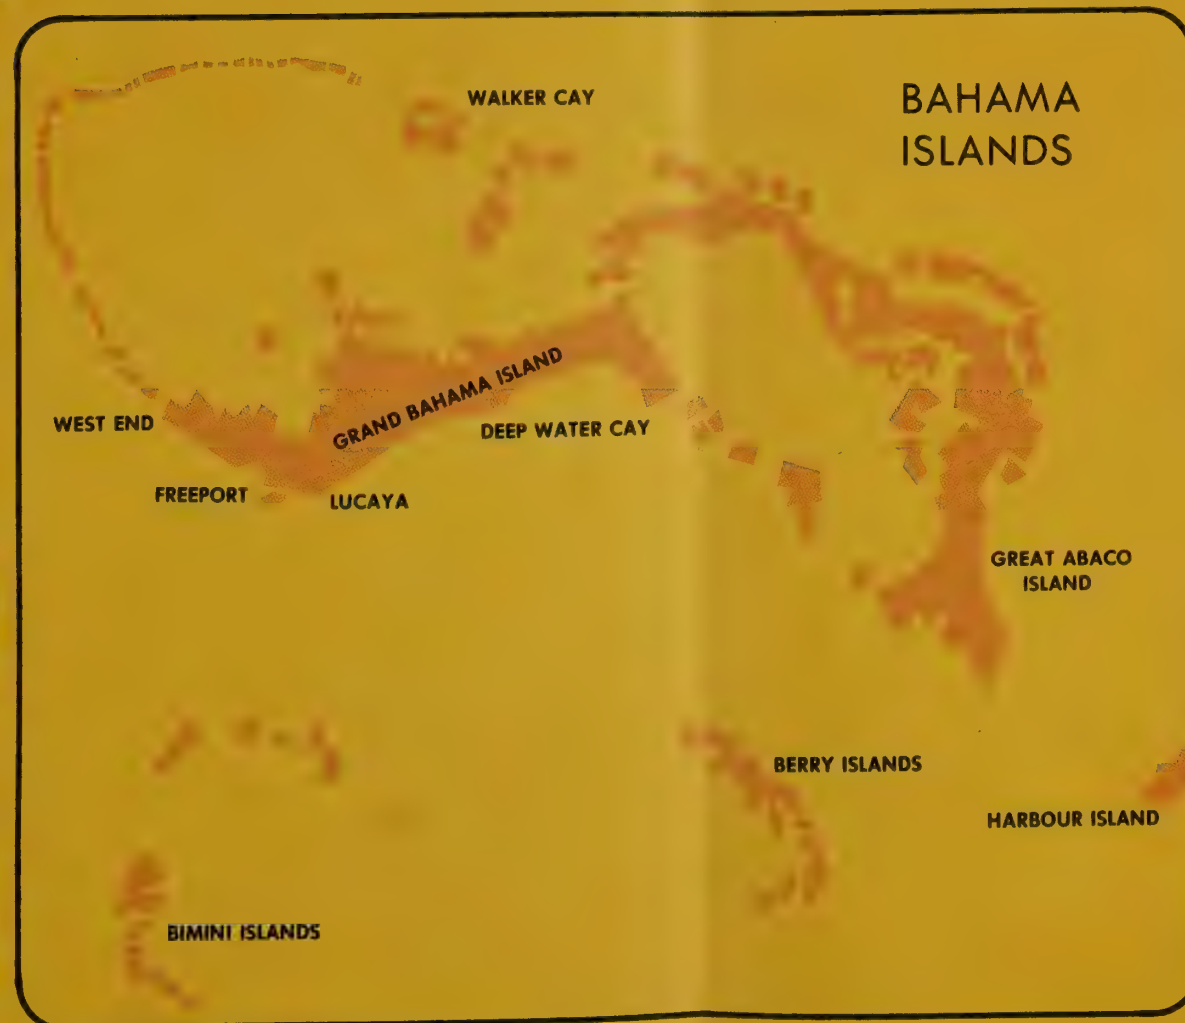 WALKER CAY
BAHAMA
ISLANDS
GRAND BAHAMA ISLAND
WEST END
DEEP WATER CAY
FREEPORT
LUCAYA
GREAT ABACO
ISLAND
BERRY ISLANDS
HARBOUR ISLAND
BIMINI ISLANDS